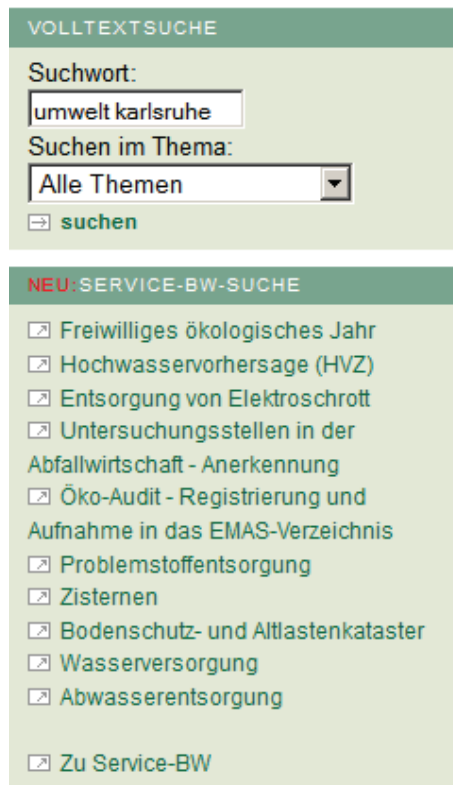 VOLLTEXTSUCHE
Suchwort:
umwelt karlsruhe
Suchen im Thema:
Alle Themen
suchen
NEU:SERVICE-BW-SUCHE
Freiwilliges ökologisches Jahr
Hochwasservorhersage (HVZ)
Entsorgung von Elektroschrott
Untersuchungsstellen in der
Abfallwirtschaft - Anerkennung
Öko-Audit - Registrierung und
Aufnahme in das EMAS-Verzeichnis
Problemstoffentsorgung
Zisternen
Bodenschutz- und Altlastenkataster
Wasserversorgung
Abwasserentsorgung
Zu Service-BW